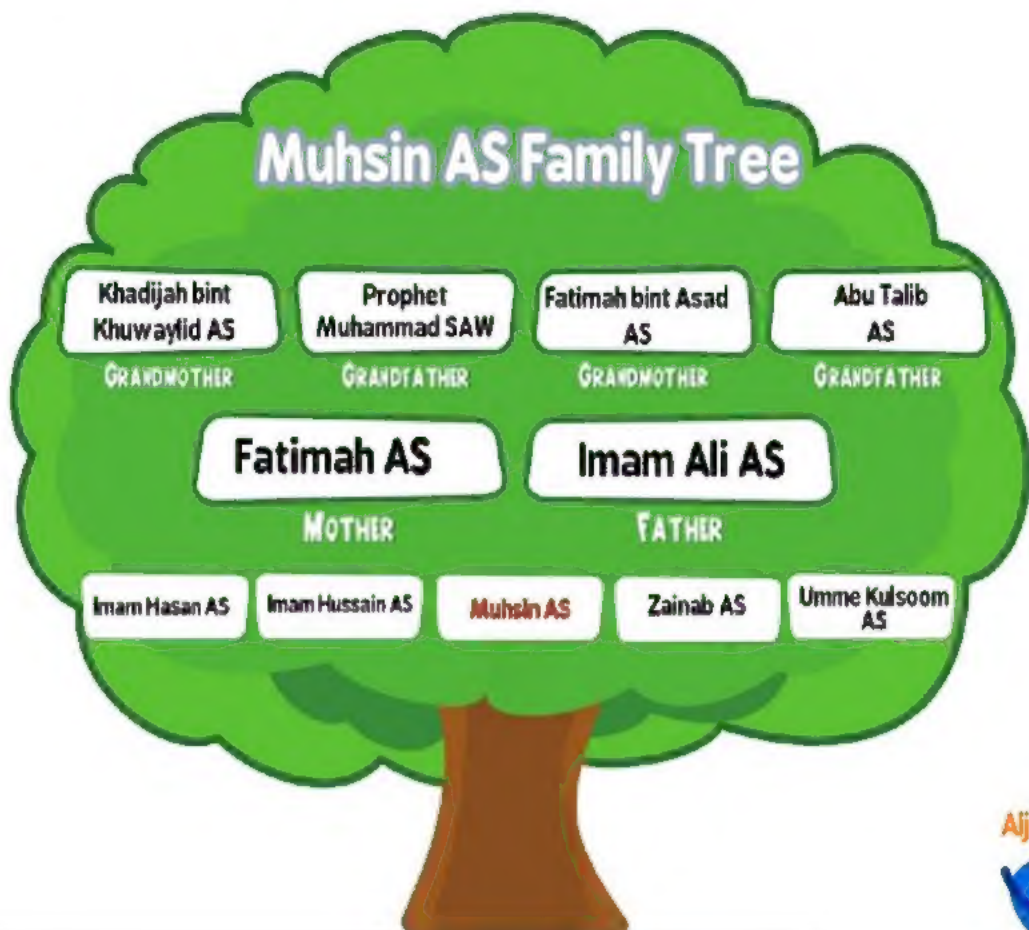 Muhsin AS Family Tree
Khadijah bint
Khuwaylid AS
Prophet
Muhammad SAW
Fatimah bint Asad
AS
Abu Talib
AS
GRANDMOTHER
GRANDFATHER
GRANDMOTHER
GRANDFATHER
Fatimah AS
Imam Ali AS
MOTHER
FATHER
Imam Hasan AS
Imam Hussain AS
Muhsin AS
Zainab AS
Umme Kulsoom
AS